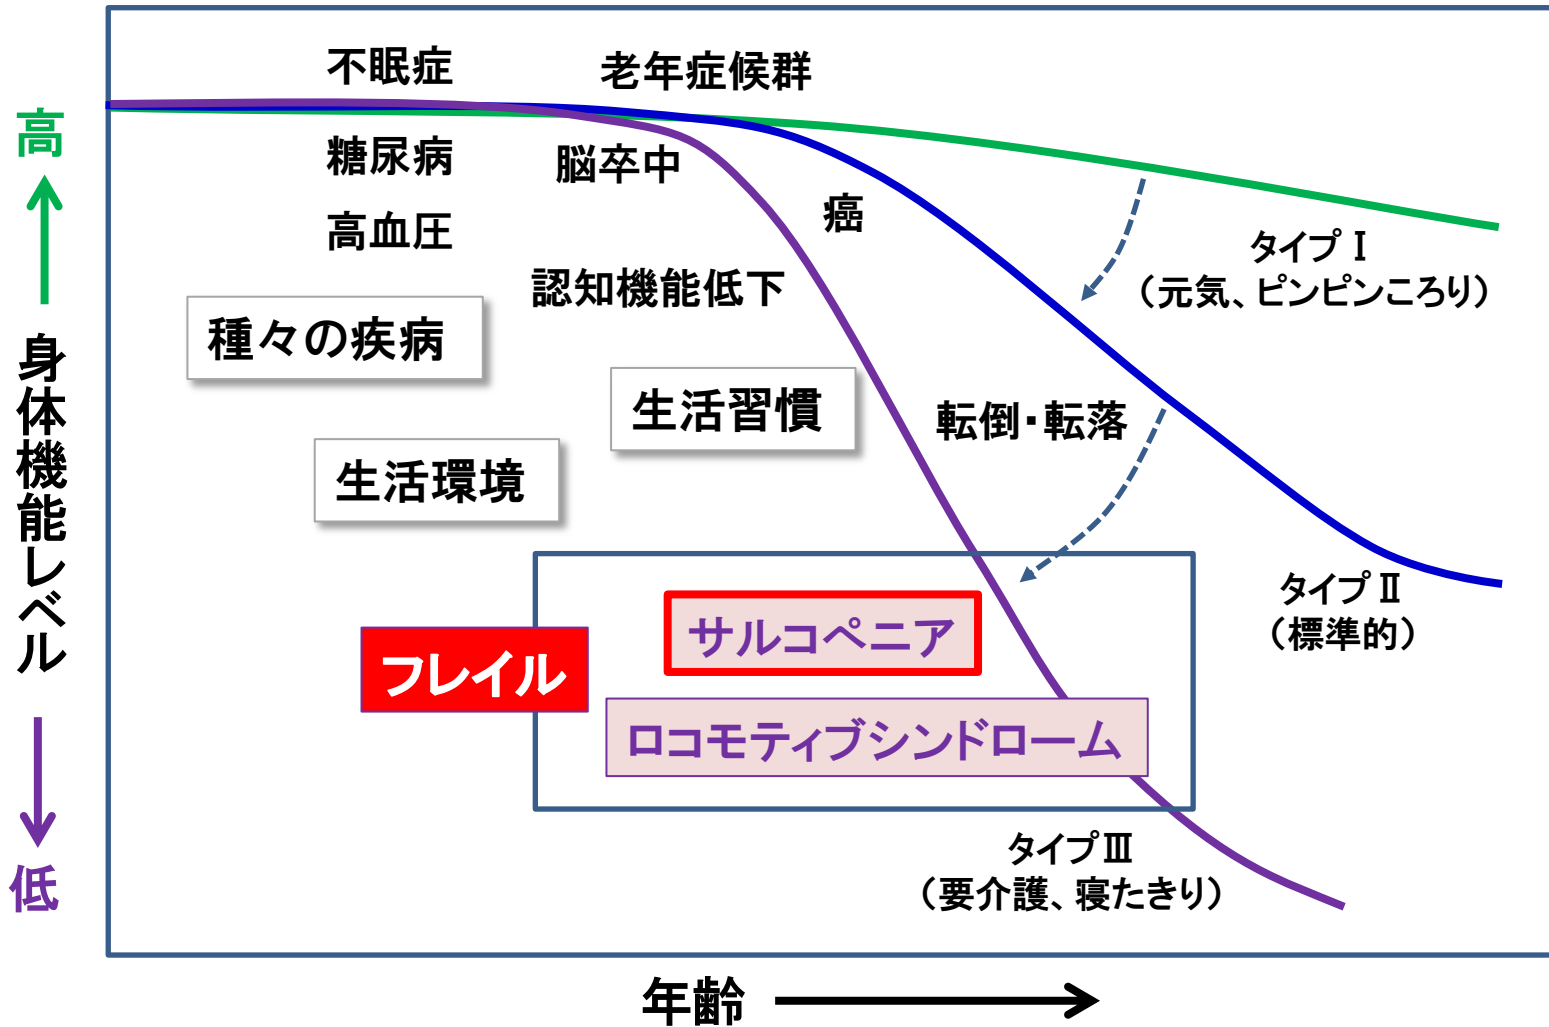 不眠症
老年症候群
高
糖尿病
脳卒中
癌
高血圧
タイプⅠ
（元気、ピンピンころり）
認知機能低下
種々の疾病
身体機能レベル
生活習慣
転倒・転落
生活環境
タイプⅡ
（標準的）
サルコペニア
フレイル
ロコモティブシンドローム
タイプⅢ
（要介護、寝たきり）
低
年齢